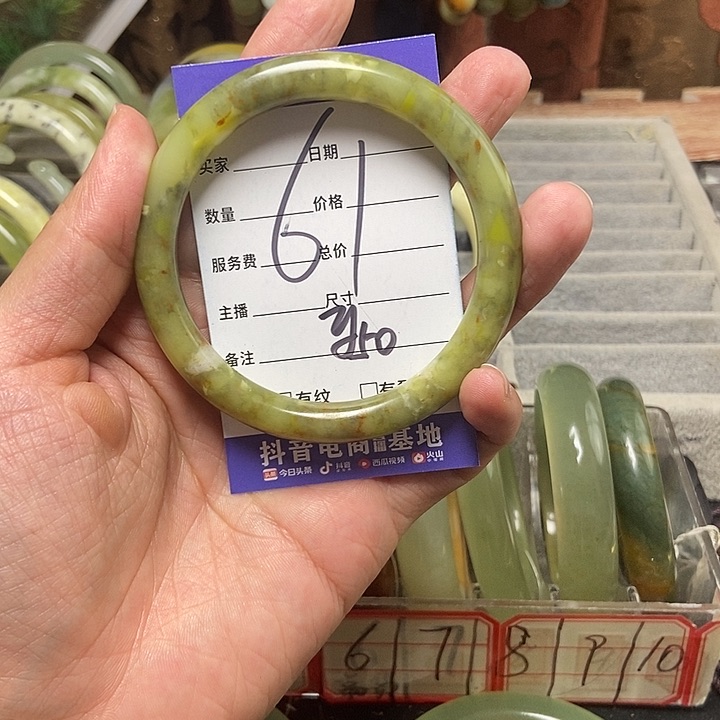 买家 日期
数量 价格
61
服务费 总价
主播 尺寸
50
备注
有纹
抖音电商 基地
今日头条 抖音 西瓜视频 火山
6 7 8 9 10